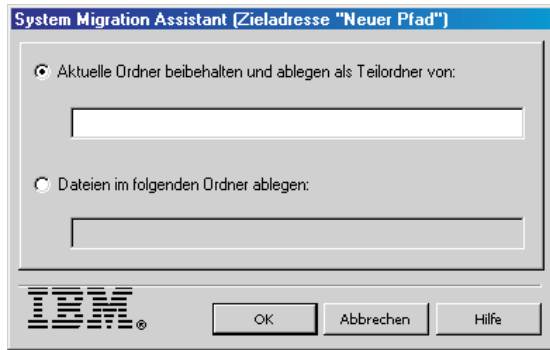 System Migration Assistant (Zieladresse "Neuer Pfad")
Aktuelle Ordner beibehalten und ablegen als Teilordner von:
Dateien im folgenden Ordner ablegen:
IBM®
OK Abbrechen Hilfe